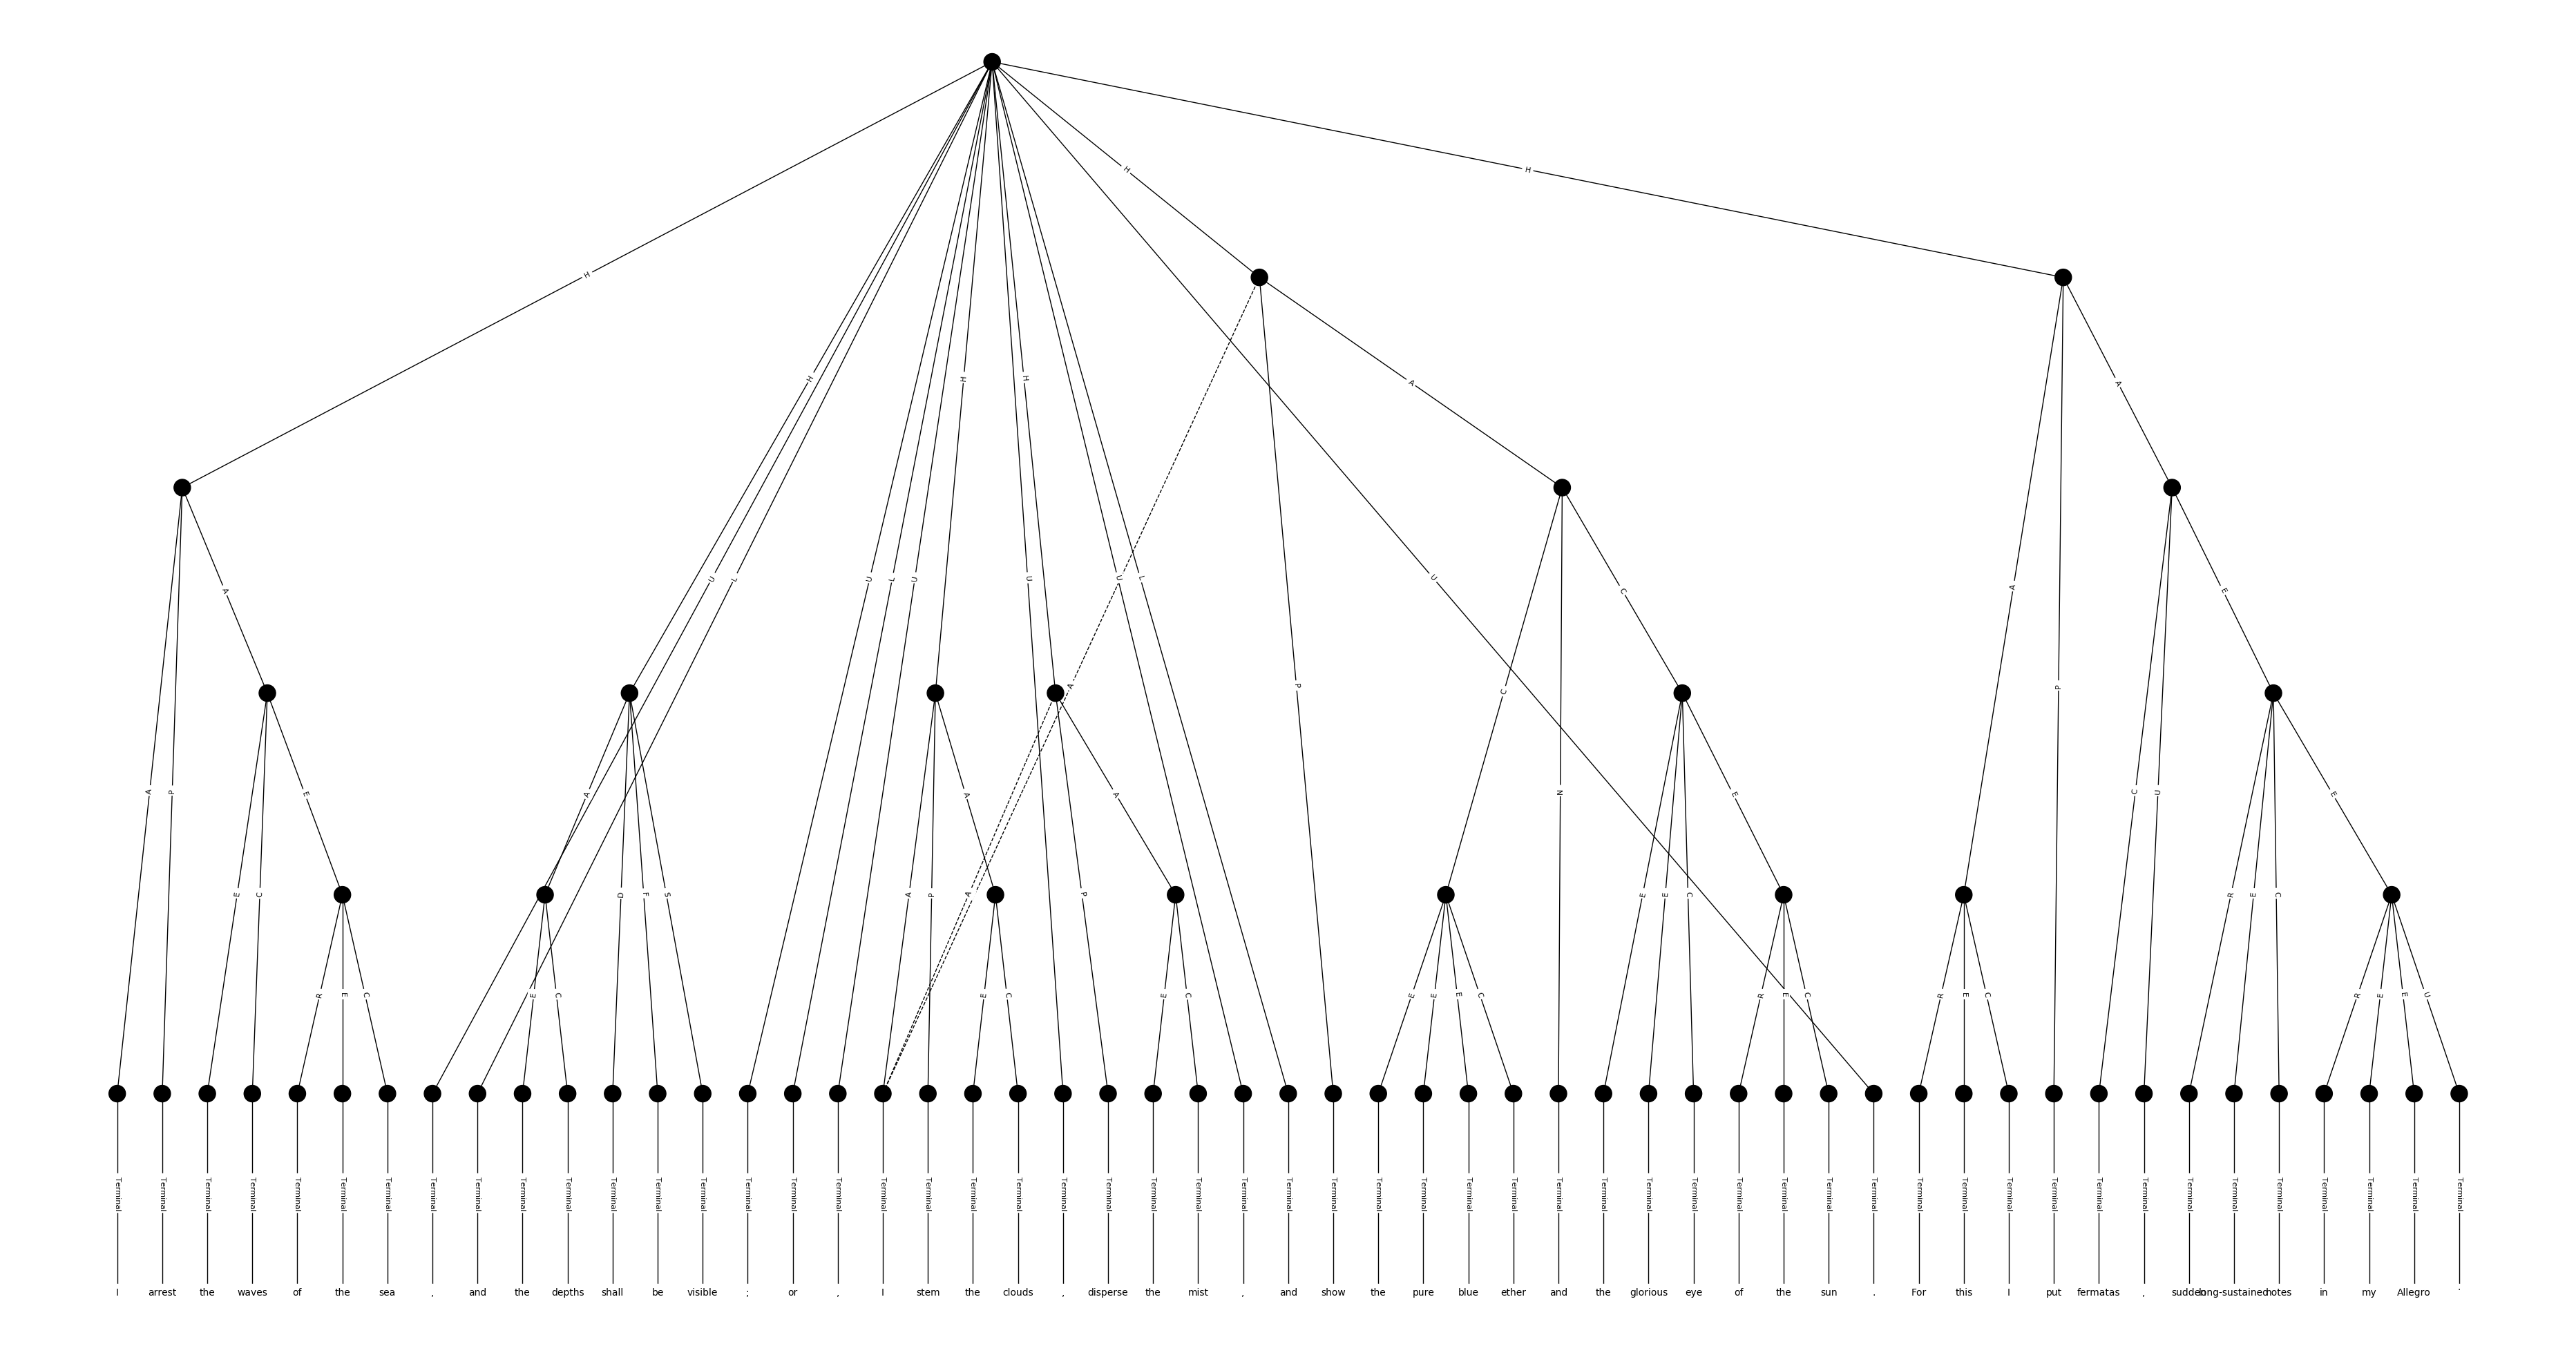 H
H
H
A
H H H
A
U L U L U H U U L U
A C E
A A P C P
A P E A D F S A A C N E C U E
E C A P A P E E C R E C
R E C E C E C E C E E E C R E C R E C R E E U
Terminal Terminal Terminal Terminal Terminal Terminal Terminal Terminal Terminal Terminal Terminal Terminal Terminal Terminal Terminal Terminal Terminal Terminal Terminal Terminal Terminal Terminal Terminal Terminal Terminal Terminal Terminal Terminal Terminal Terminal Terminal Terminal Terminal Terminal Terminal Terminal Terminal Terminal Terminal Terminal Terminal Terminal Terminal Terminal Terminal Terminal Terminal Terminal Terminal Terminal Terminal Terminal Terminal
I arrest the waves of the sea , and the depths shall be visible ; or , I stem the clouds , disperse the mist , and show the pure blue ether and the glorious eye of the sun . For this I put fermatas , sudden long-sustained notes in my Allegro